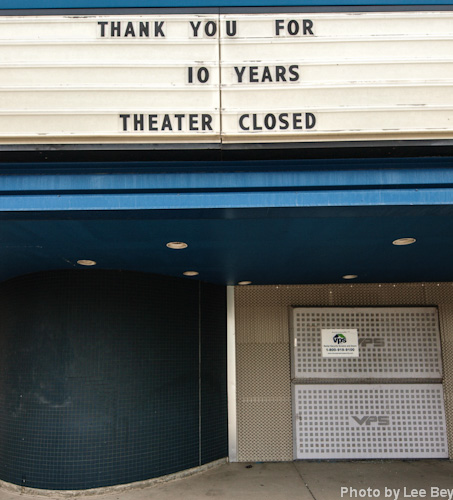 THANK YOU FOR
10 YEARS
THEATER CLOSED
vps
VPS
VPS
Photo by Lee Bey